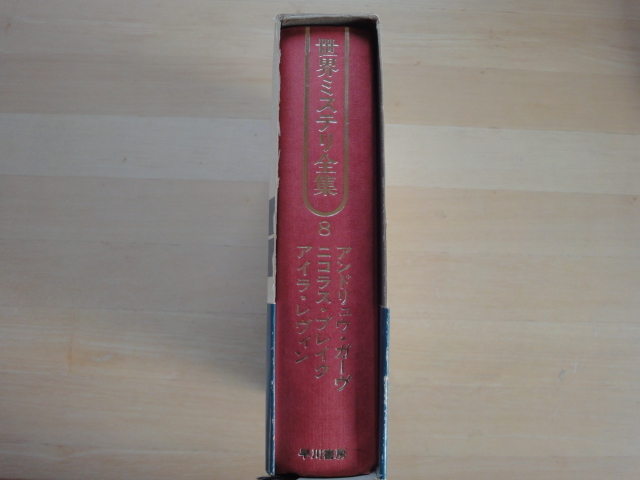 世界ミステリ全集
8
アンドリュウ・ガーヴ
ニコラス・ブレイク
アイラ・レヴィン
早川書房